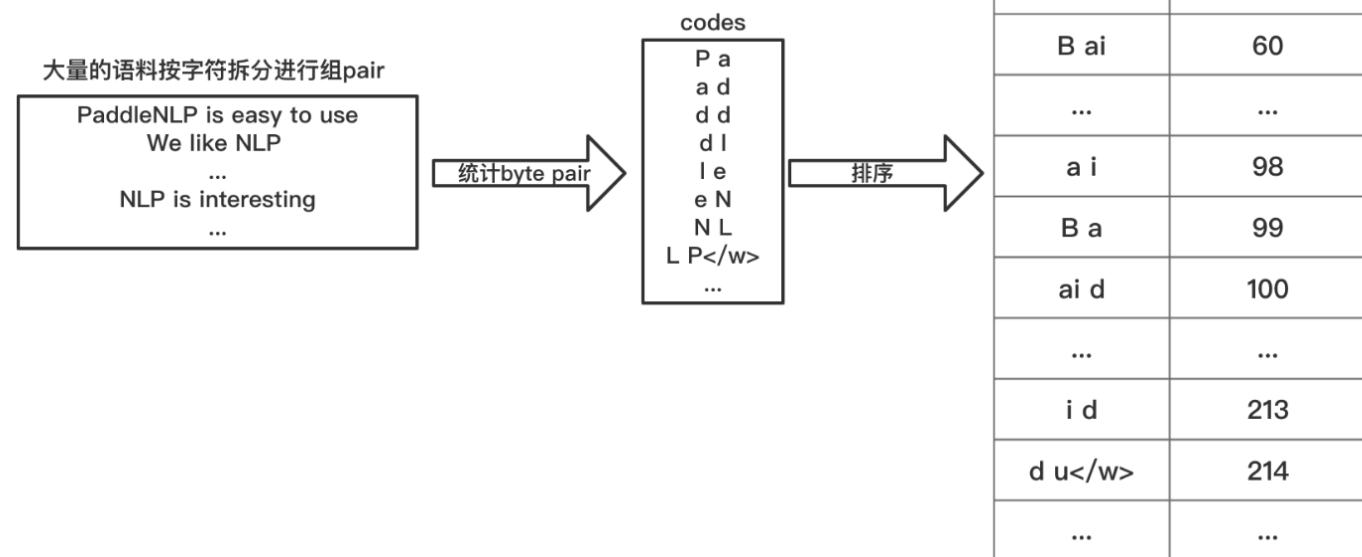 大量的语料按字符拆分进行组pair
PaddleNLP is easy to use
We like NLP
...
NLP is interesting
...
统计byte pair
codes
P a
a d
d d
d l
l e
e N
N L
L P</w>
...
排序
B ai 60
... ...
a i 98
B a 99
ai d 100
... ...
i d 213
d u</w> 214
... ...